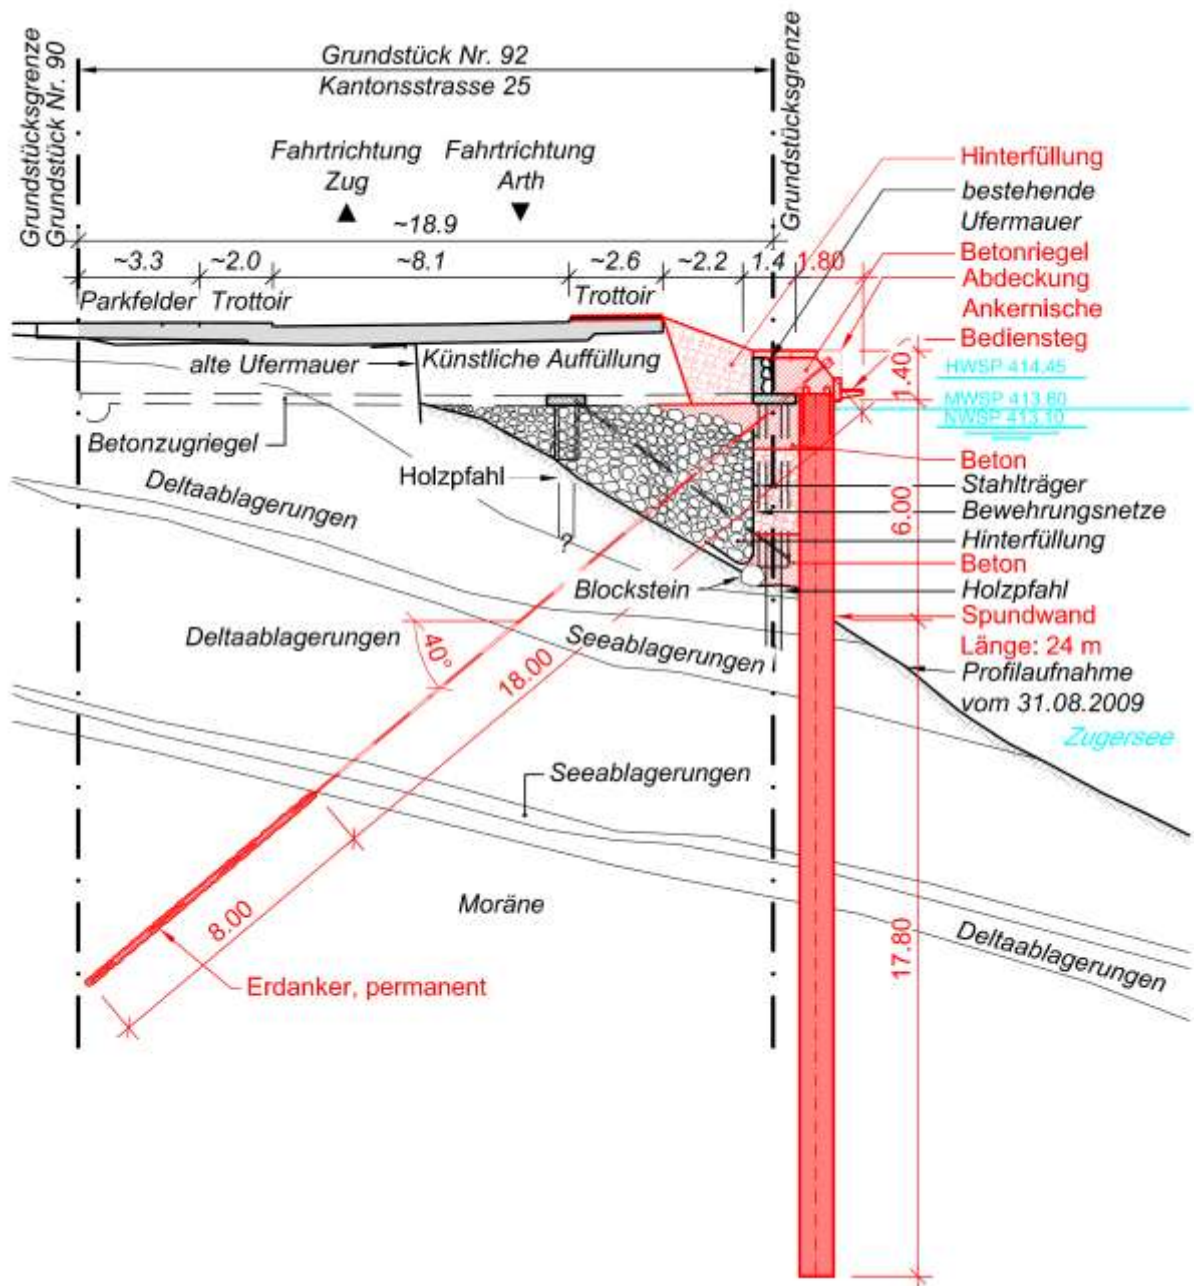 Grundstücksgrenze
Grundstück Nr. 90
Grundstück Nr. 92
Kantonsstrasse 25
Grundstücksgrenze
Fahrtrichtung
Zug
Fahrtrichtung
Arth
~18.9
~3.3
~2.0
~8.1
~2.6
~2.2
1.4
1.80
Parkfelder
Trottoir
Trottoir
Hinterfüllung
bestehende
Ufermauer
Betonriegel
Abdeckung
Ankernische
Bediensteg
alte Ufermauer
Künstliche Auffüllung
1.40
HWSP 414.45
MWSP 413.60
NWSP 413.10
Betonzugriegel
Holzpfahl
Deltaablagerungen
Beton
Stahlträger
Bewehrungsnetze
6.00
Hinterfüllung
?
Beton
Blockstein
Holzpfahl
Spundwand
Länge: 24 m
Deltaablagerungen
40°
18.00
Seeablagerungen
Profilaufnahme
vom 31.08.2009
Zugersee
Seeablagerungen
Moräne
8.00
17.80
Deltaablagerungen
Erdanker, permanent